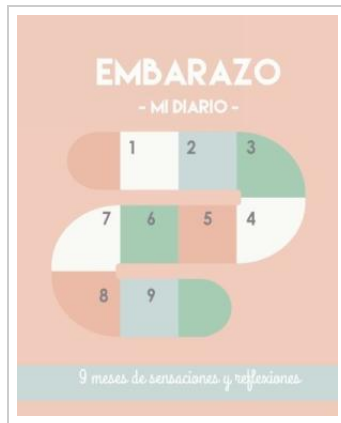 EMBARAZO
- MI DIARIO -
1 2 3
7 6 5 4
8 9
9 meses de sensaciones y reflexiones